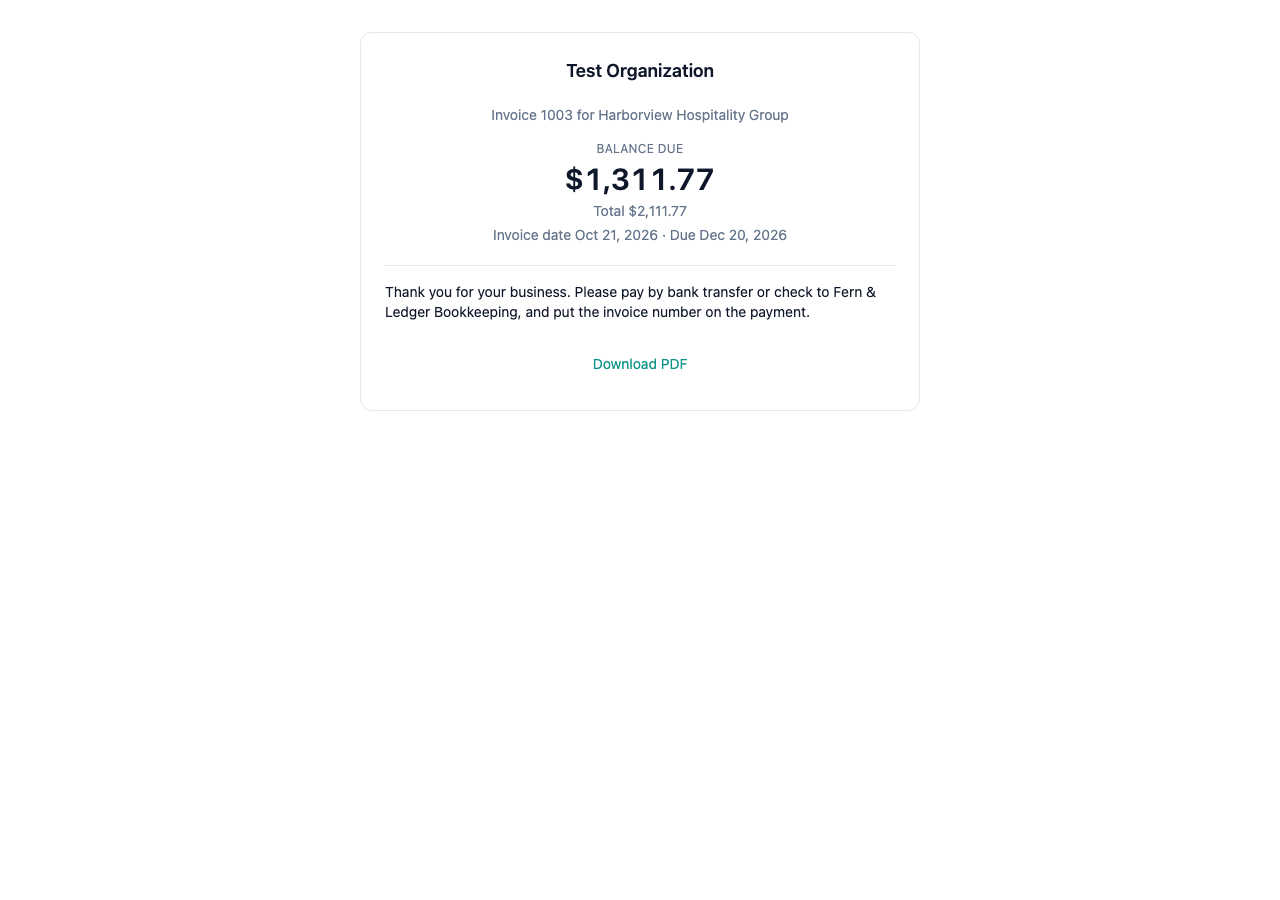 Test Organization
Invoice 1003 for Harborview Hospitality Group
BALANCE DUE
$1,311.77
Total $2,111.77
Invoice date Oct 21, 2026 · Due Dec 20, 2026
Thank you for your business. Please pay by bank transfer or check to Fern &
Ledger Bookkeeping, and put the invoice number on the payment.
Download PDF